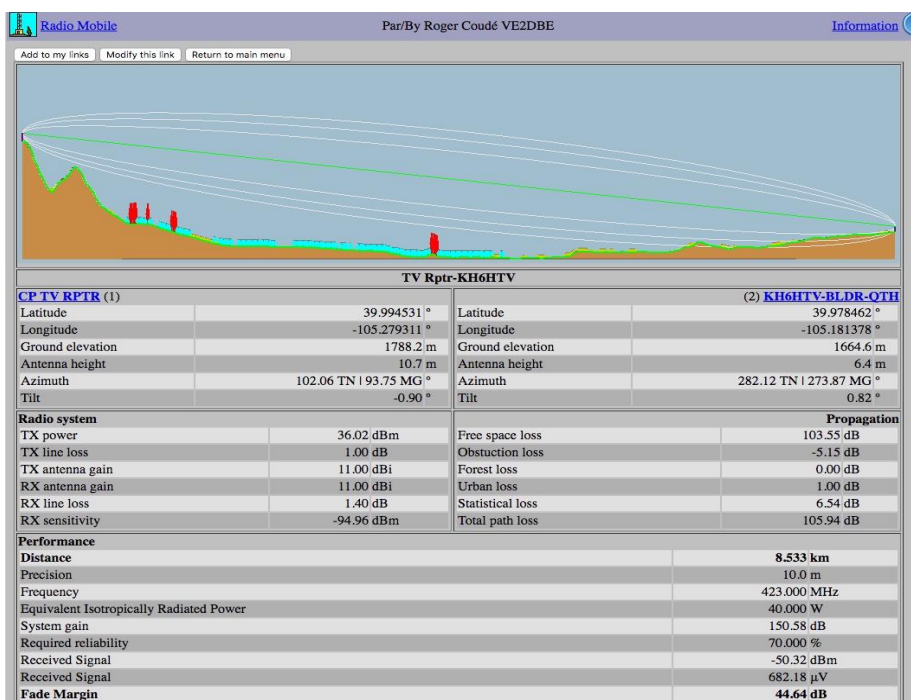 Radio Mobile Par/By Roger Coudé VE2DBE Information
Add to my links Modify this link Return to main menu
TV Rptr-KH6HTV
CP TV RPTR (1) (2) KH6HTV-BLDR-QTH
Latitude 39.994531 ° Latitude 39.978462 °
Longitude -105.279311 ° Longitude -105.181378 °
Ground elevation 1788.2 m Ground elevation 1664.6 m
Antenna height 10.7 m Antenna height 6.4 m
Azimuth 102.06 TN | 93.75 MG ° Azimuth 282.12 TN | 273.87 MG °
Tilt -0.90 ° Tilt 0.82 °
Radio system Propagation
TX power 36.02 dBm Free space loss 103.55 dB
TX line loss 1.00 dB Obstuction loss -5.15 dB
TX antenna gain 11.00 dBi Forest loss 0.00 dB
RX antenna gain 11.00 dBi Urban loss 1.00 dB
RX line loss 1.40 dB Statistical loss 6.54 dB
RX sensitivity -94.96 dBm Total path loss 105.94 dB
Performance
Distance 8.533 km
Precision 10.0 m
Frequency 423.000 MHz
Equivalent Isotropically Radiated Power 40.000 W
System gain 150.58 dB
Required reliability 70.000 %
Received Signal -50.32 dBm
Received Signal 682.18 µV
Fade Margin 44.64 dB